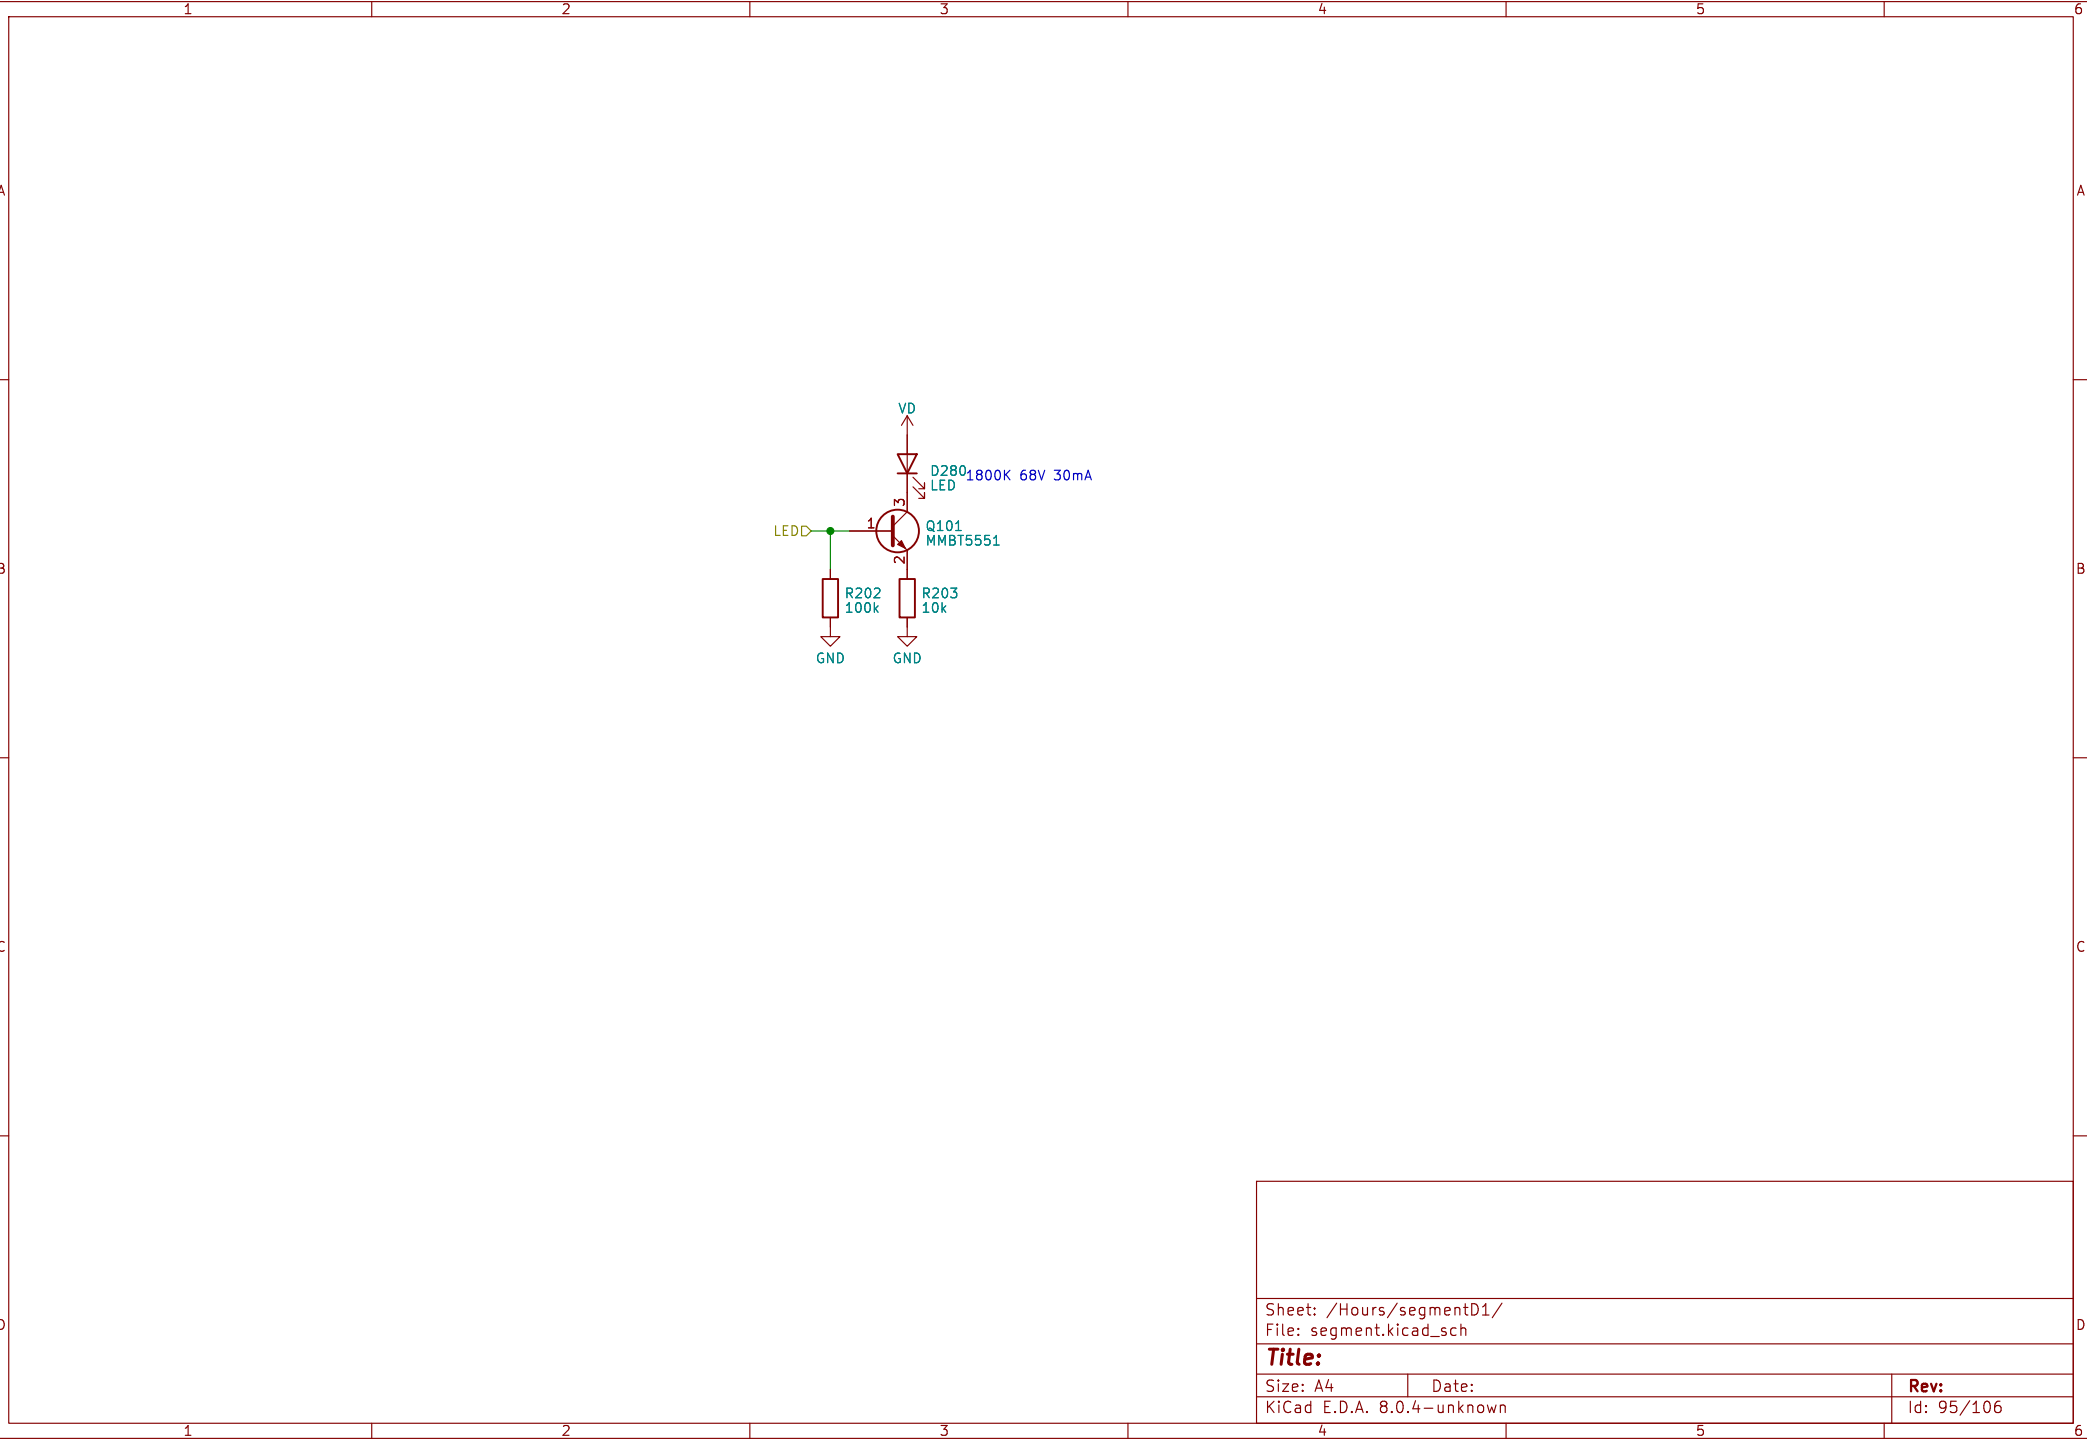 1 2 3 4 5 6
A A
VD
D280
1800K 68V 30mA
LED
3
LED
1
Q101
MMBT5551
2
B B
R202
100k
R203
10k
GND GND
C C
Sheet: /Hours/segmentD1/
File: segment.kicad_sch
D D
Title:
Size: A4 Date: Rev:
KiCad E.D.A. 8.0.4-unknown Id: 95/106
1 2 3 4 5 6